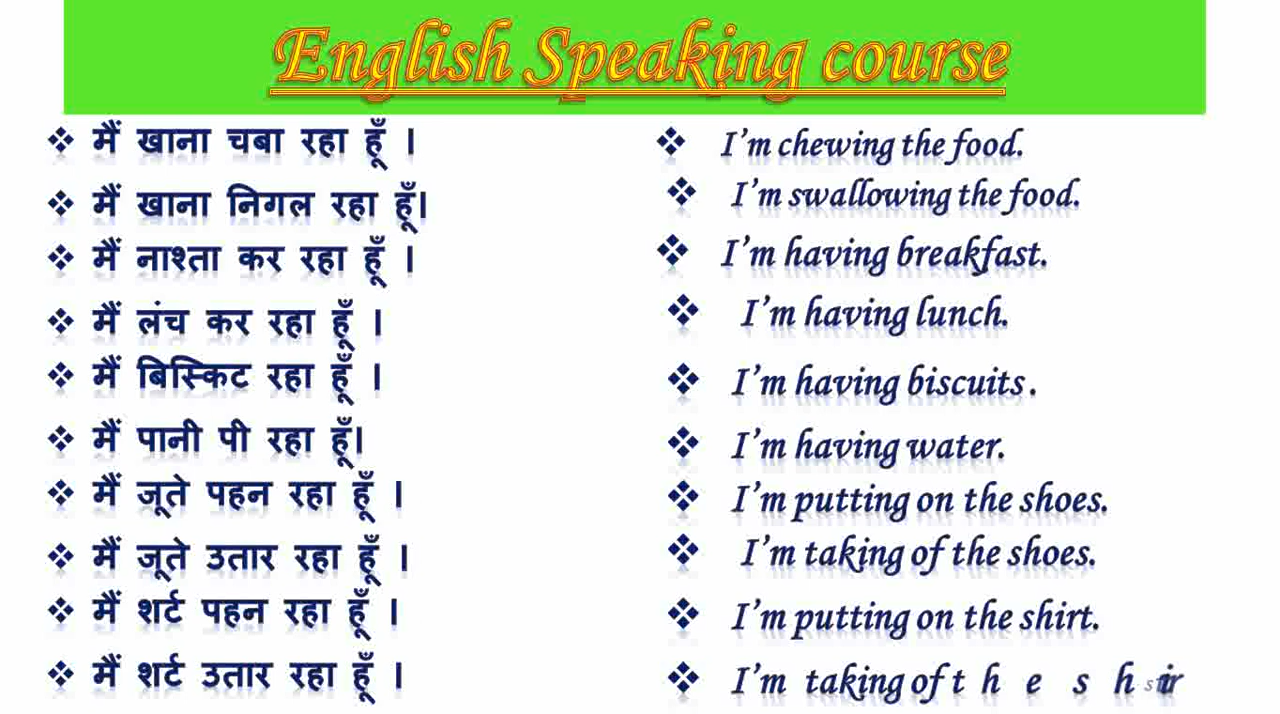 English Speaking course
❖ मैं खाना चबा रहा हूँ ।
❖ I'm chewing the food.
❖ मैं खाना निगल रहा हूँ।
❖ I'm swallowing the food.
❖ मैं नाश्ता कर रहा हूँ ।
❖ I'm having breakfast.
❖ मैं लंच कर रहा हूँ ।
❖ I'm having lunch.
❖ मैं बिस्किट रहा हूँ ।
❖ I'm having biscuits.
❖ मैं पानी पी रहा हूँ।
❖ I'm having water.
❖ मैं जूते पहन रहा हूँ ।
❖ I'm putting on the shoes.
❖ मैं जूते उतार रहा हूँ ।
❖ I'm taking of the shoes.
❖ मैं शर्ट पहन रहा हूँ ।
❖ I'm putting on the shirt.
❖ मैं शर्ट उतार रहा हूँ ।
❖ I'm taking of t h e